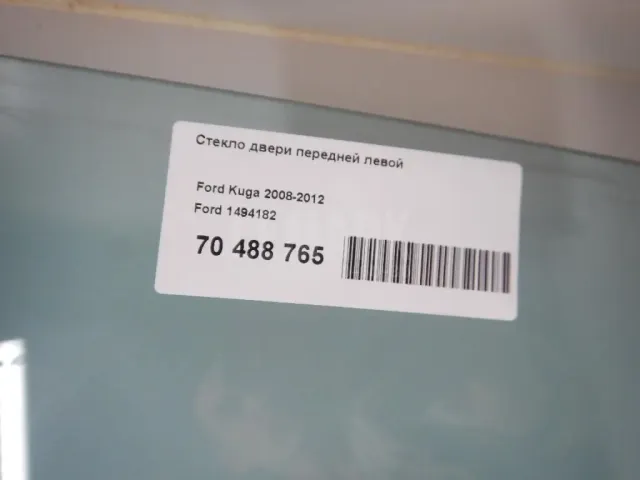 Стекло двери передней левой
Ford Kuga 2008-2012
Ford 1494182
70 488 765